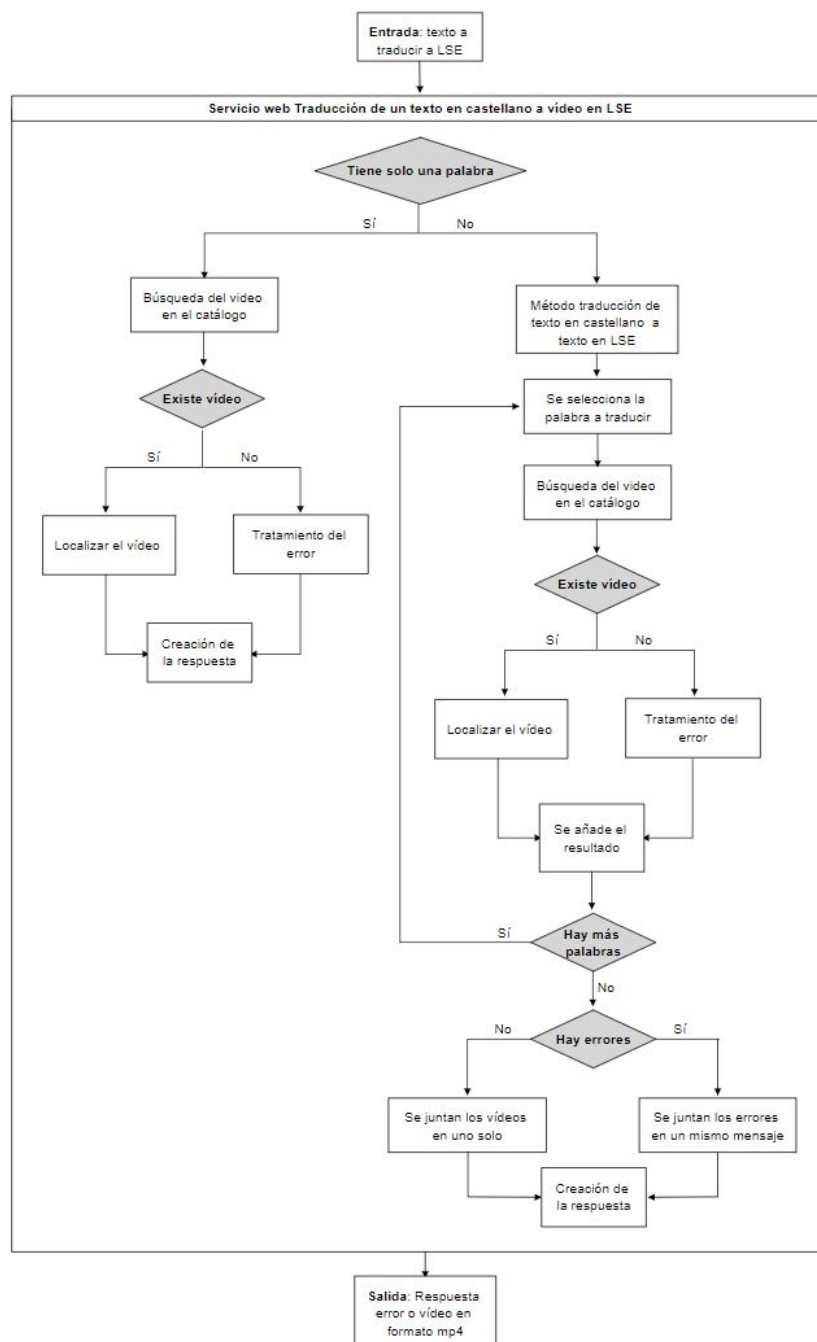 Entrada: texto a
traducir a LSE
Servicio web Traducción de un texto en castellano a vídeo en LSE
Tiene solo una palabra
Sí
No
Búsqueda del video
en el catálogo
Existe vídeo
Sí
No
Localizar el vídeo
Tratamiento del
error
Creación de
la respuesta
Método traducción de
texto en castellano a
texto en LSE
Se selecciona la
palabra a traducir
Búsqueda del video
en el catálogo
Existe vídeo
Sí
No
Localizar el vídeo
Tratamiento del
error
Se añade el
resultado
Sí
Hay más
palabras
No
No
Hay errores
Sí
Se juntan los vídeos
en uno solo
Se juntan los errores
en un mismo mensaje
Creación de
la respuesta
Salida: Respuesta
error o vídeo en
formato mp4